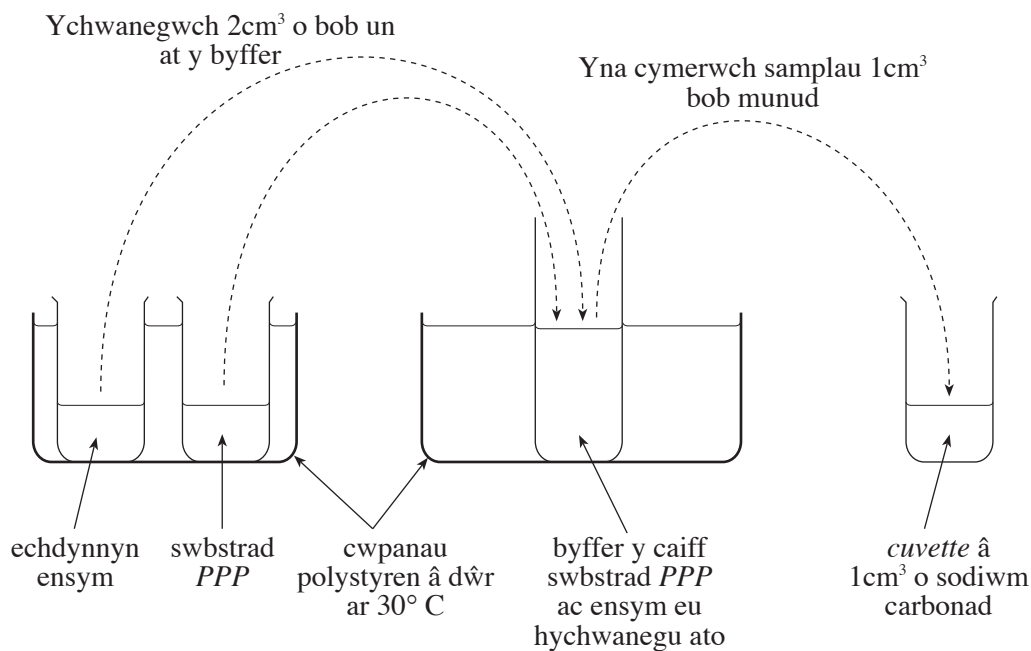 Ychwanegwch 2cm³ o bob un
at y byffer
Yna cymerwch samplau 1cm³
bob munud
echdynnyn
ensym
swbstrad
PPP
cwpanau
polystyren â dŵr
ar 30° C
byffer y caiff
swbstrad PPP
ac ensym eu
hychwanegu ato
cuvette â
1cm³ o sodiwm
carbonad